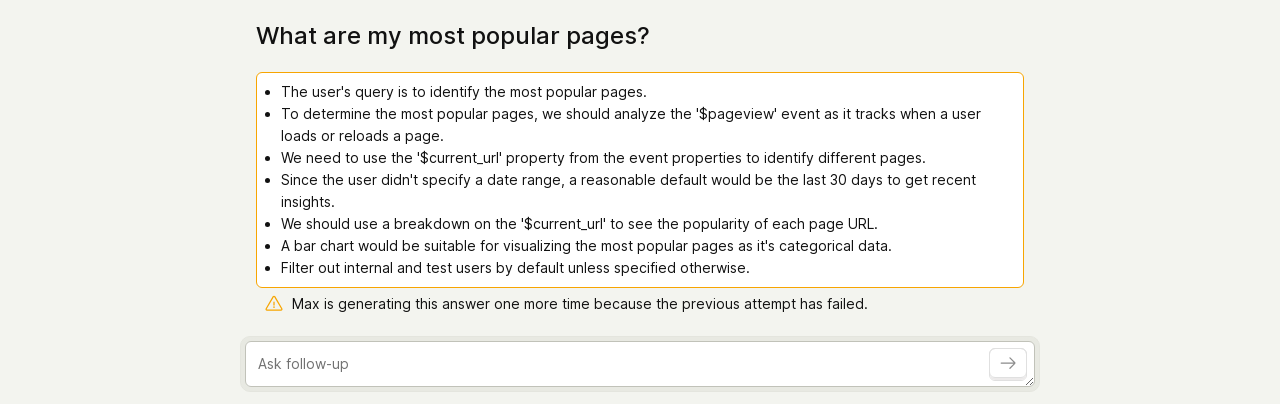 What are my most popular pages?
• The user's query is to identify the most popular pages.
• To determine the most popular pages, we should analyze the '$pageview' event as it tracks when a user
loads or reloads a page.
• We need to use the '$current_url' property from the event properties to identify different pages.
• Since the user didn't specify a date range, a reasonable default would be the last 30 days to get recent
insights.
• We should use a breakdown on the '$current_url' to see the popularity of each page URL.
• A bar chart would be suitable for visualizing the most popular pages as it's categorical data.
• Filter out internal and test users by default unless specified otherwise.
Max is generating this answer one more time because the previous attempt has failed.
Ask follow-up